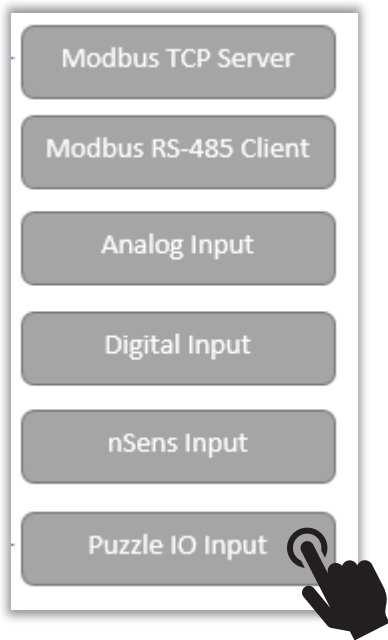 Modbus TCP Server
Modbus RS-485 Client
Analog Input
Digital Input
nSens Input
Puzzle IO Input